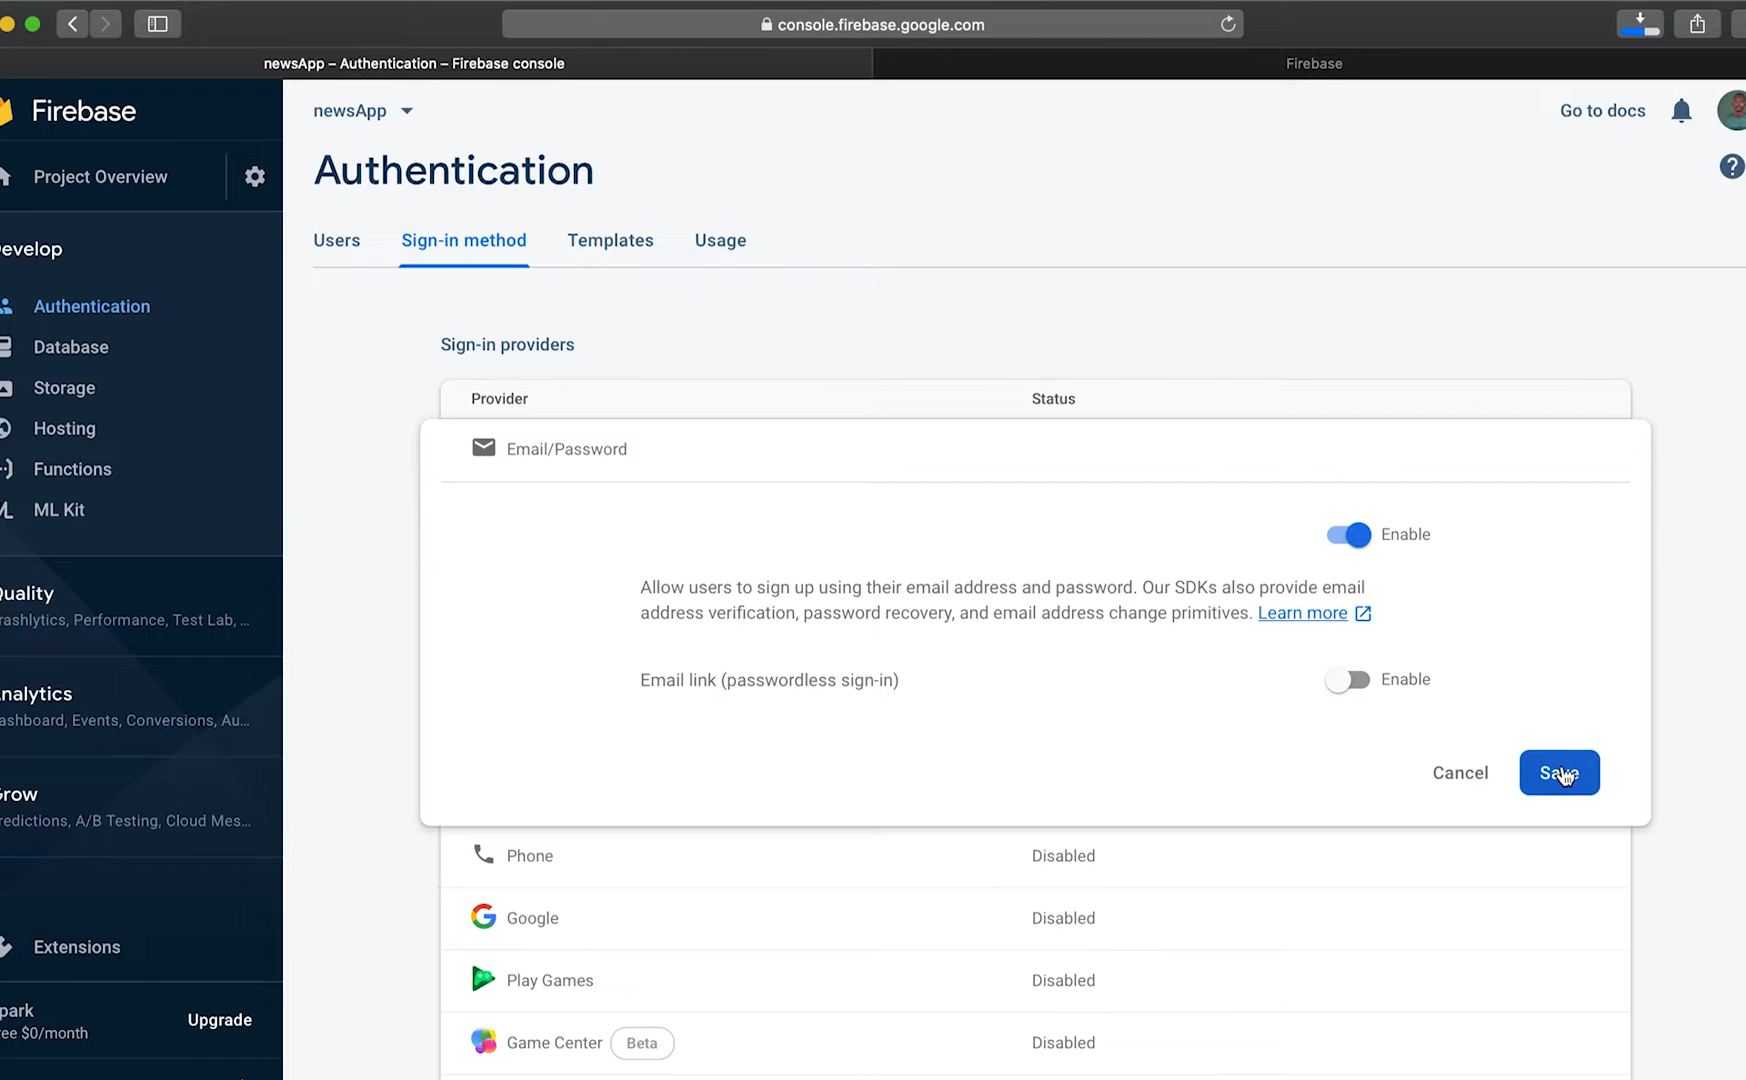 console.firebase.google.com
newsApp – Authentication – Firebase console
Firebase
Firebase
newsApp
Go to docs
Project Overview
Authentication
?
Users
Sign-in method
Templates
Usage
evelop
Authentication
Database
Storage
Hosting
Functions
ML Kit
Quality
rashlytics, Performance, Test Lab, ...
nalytics
ashboard, Events, Conversions, Au...
Grow
redictions, A/B Testing, Cloud Mes...
Extensions
park
ree $0/month
Upgrade
Sign-in providers
Provider
Status
Email/Password
Enable
Allow users to sign up using their email address and password. Our SDKs also provide email
address verification, password recovery, and email address change primitives. Learn more
Email link (passwordless sign-in)
Enable
Cancel
Save
Phone
Disabled
Google
Disabled
Play Games
Disabled
Game Center
Beta
Disabled